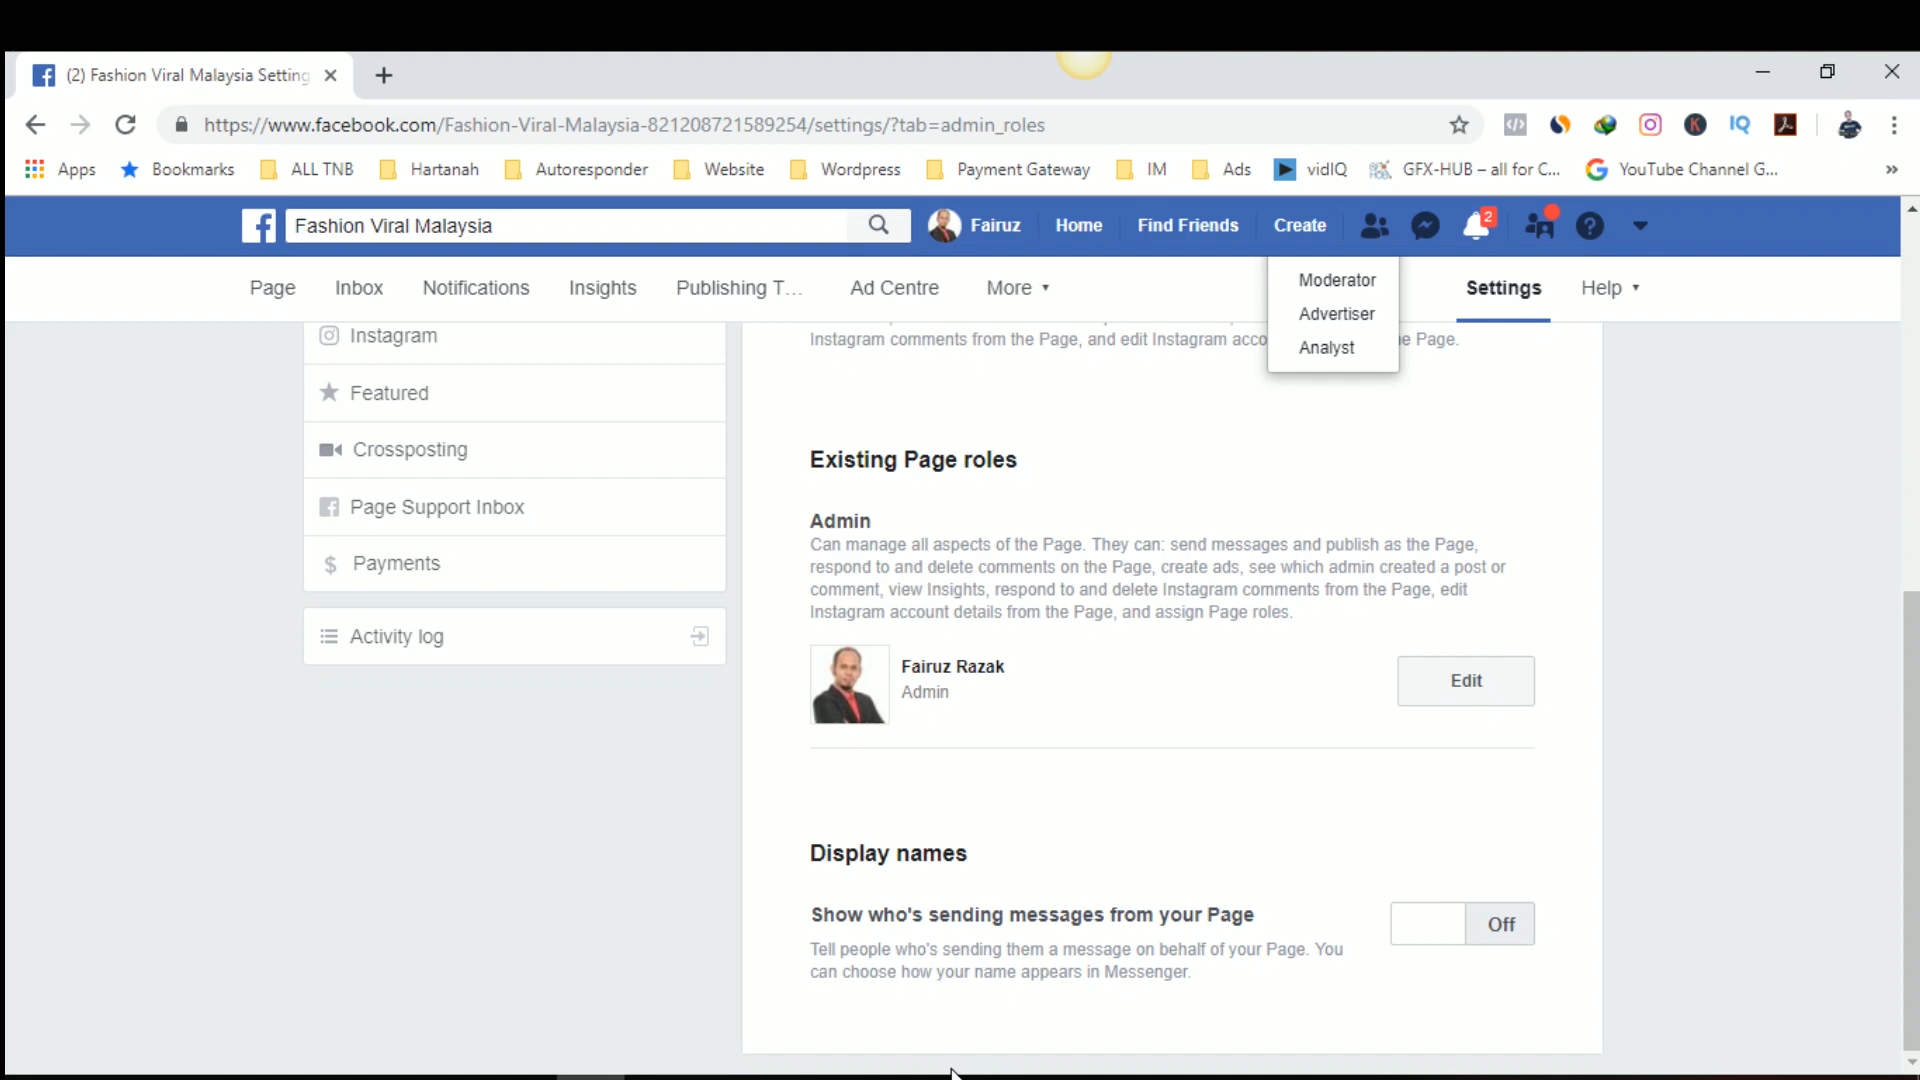 (2) Fashion Viral Malaysia Setting
https://www.facebook.com/Fashion-Viral-Malaysia-821208721589254/settings/?tab=admin_roles
Apps Bookmarks ALL TNB Hartanah Autoresponder Website Wordpress Payment Gateway IM Ads vidIQ GFX-HUB – all for C... YouTube Channel G... »
Fashion Viral Malaysia Fairuz Home Find Friends Create 2
Page Inbox Notifications Insights Publishing T... Ad Centre More Settings Help
Moderator
Advertiser
Analyst
Instagram
Featured
Crossposting
Page Support Inbox
Payments
Activity log
Instagram comments from the Page, and edit Instagram acco e Page.
Existing Page roles
Admin
Can manage all aspects of the Page. They can: send messages and publish as the Page,
respond to and delete comments on the Page, create ads, see which admin created a post or
comment, view Insights, respond to and delete Instagram comments from the Page, edit
Instagram account details from the Page, and assign Page roles.
Fairuz Razak
Admin
Edit
Display names
Show who's sending messages from your Page
Off
Tell people who's sending them a message on behalf of your Page. You
can choose how your name appears in Messenger.